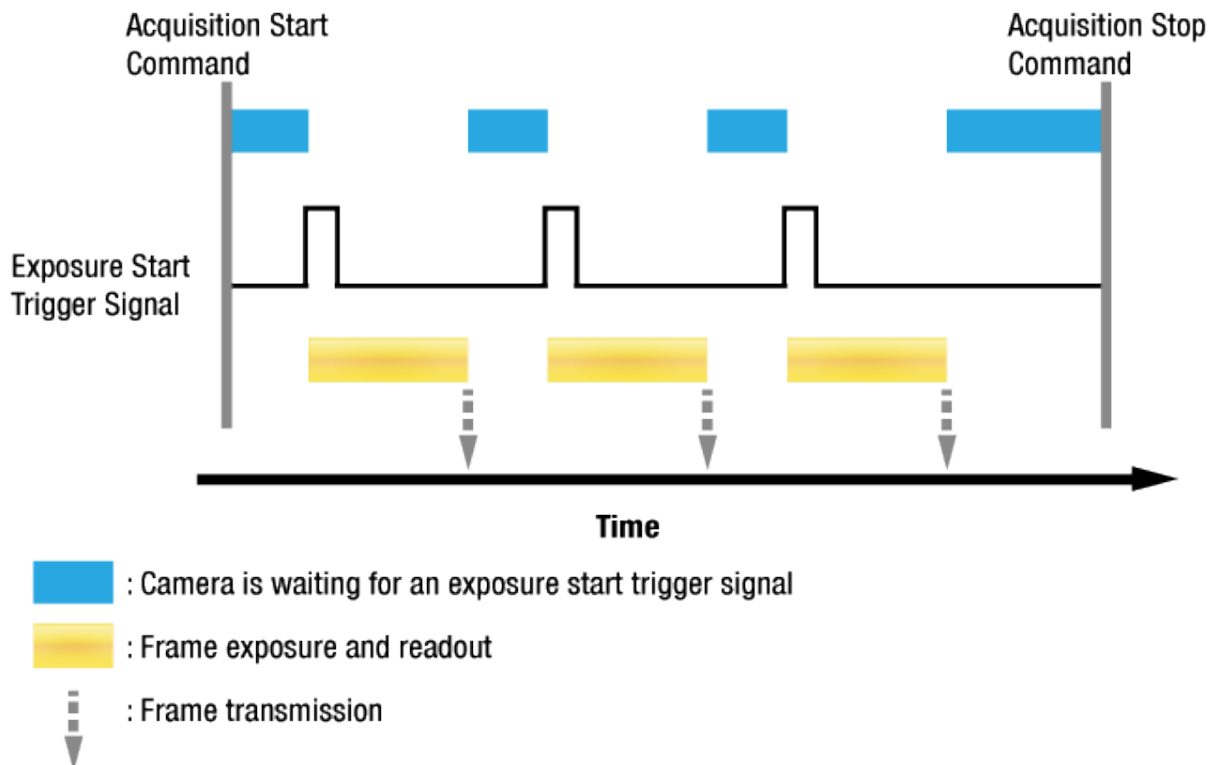 Acquisition Start
Command
Acquisition Stop
Command
Exposure Start
Trigger Signal
Time
: Camera is waiting for an exposure start trigger signal
: Frame exposure and readout
: Frame transmission